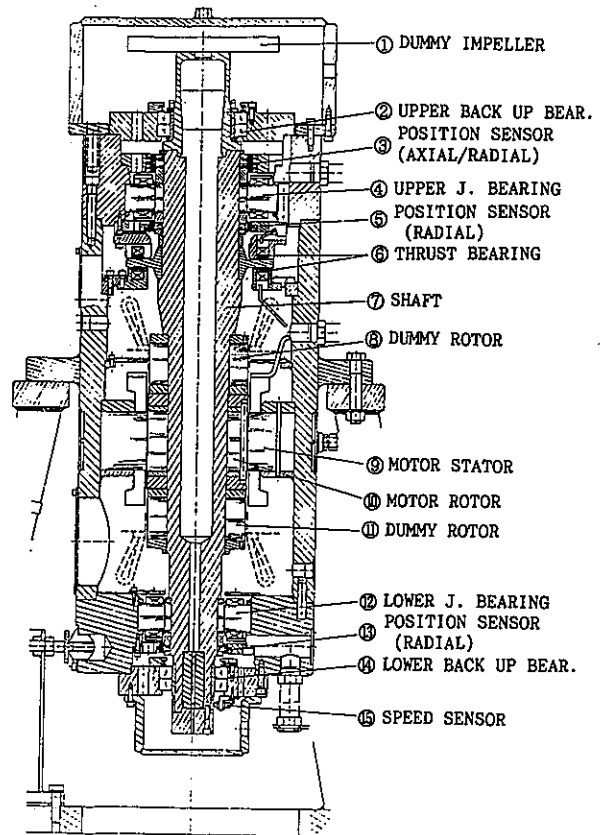 ① DUMMY IMPELLER
② UPPER BACK UP BEAR.
③ POSITION SENSOR
(AXIAL/RADIAL)
④ UPPER J. BEARING
⑤ POSITION SENSOR
(RADIAL)
⑥ THRUST BEARING
⑦ SHAFT
⑧ DUMMY ROTOR
⑨ MOTOR STATOR
⑩ MOTOR ROTOR
⑪ DUMMY ROTOR
⑫ LOWER J. BEARING
⑬ POSITION SENSOR
(RADIAL)
⑭ LOWER BACK UP BEAR.
⑮ SPEED SENSOR